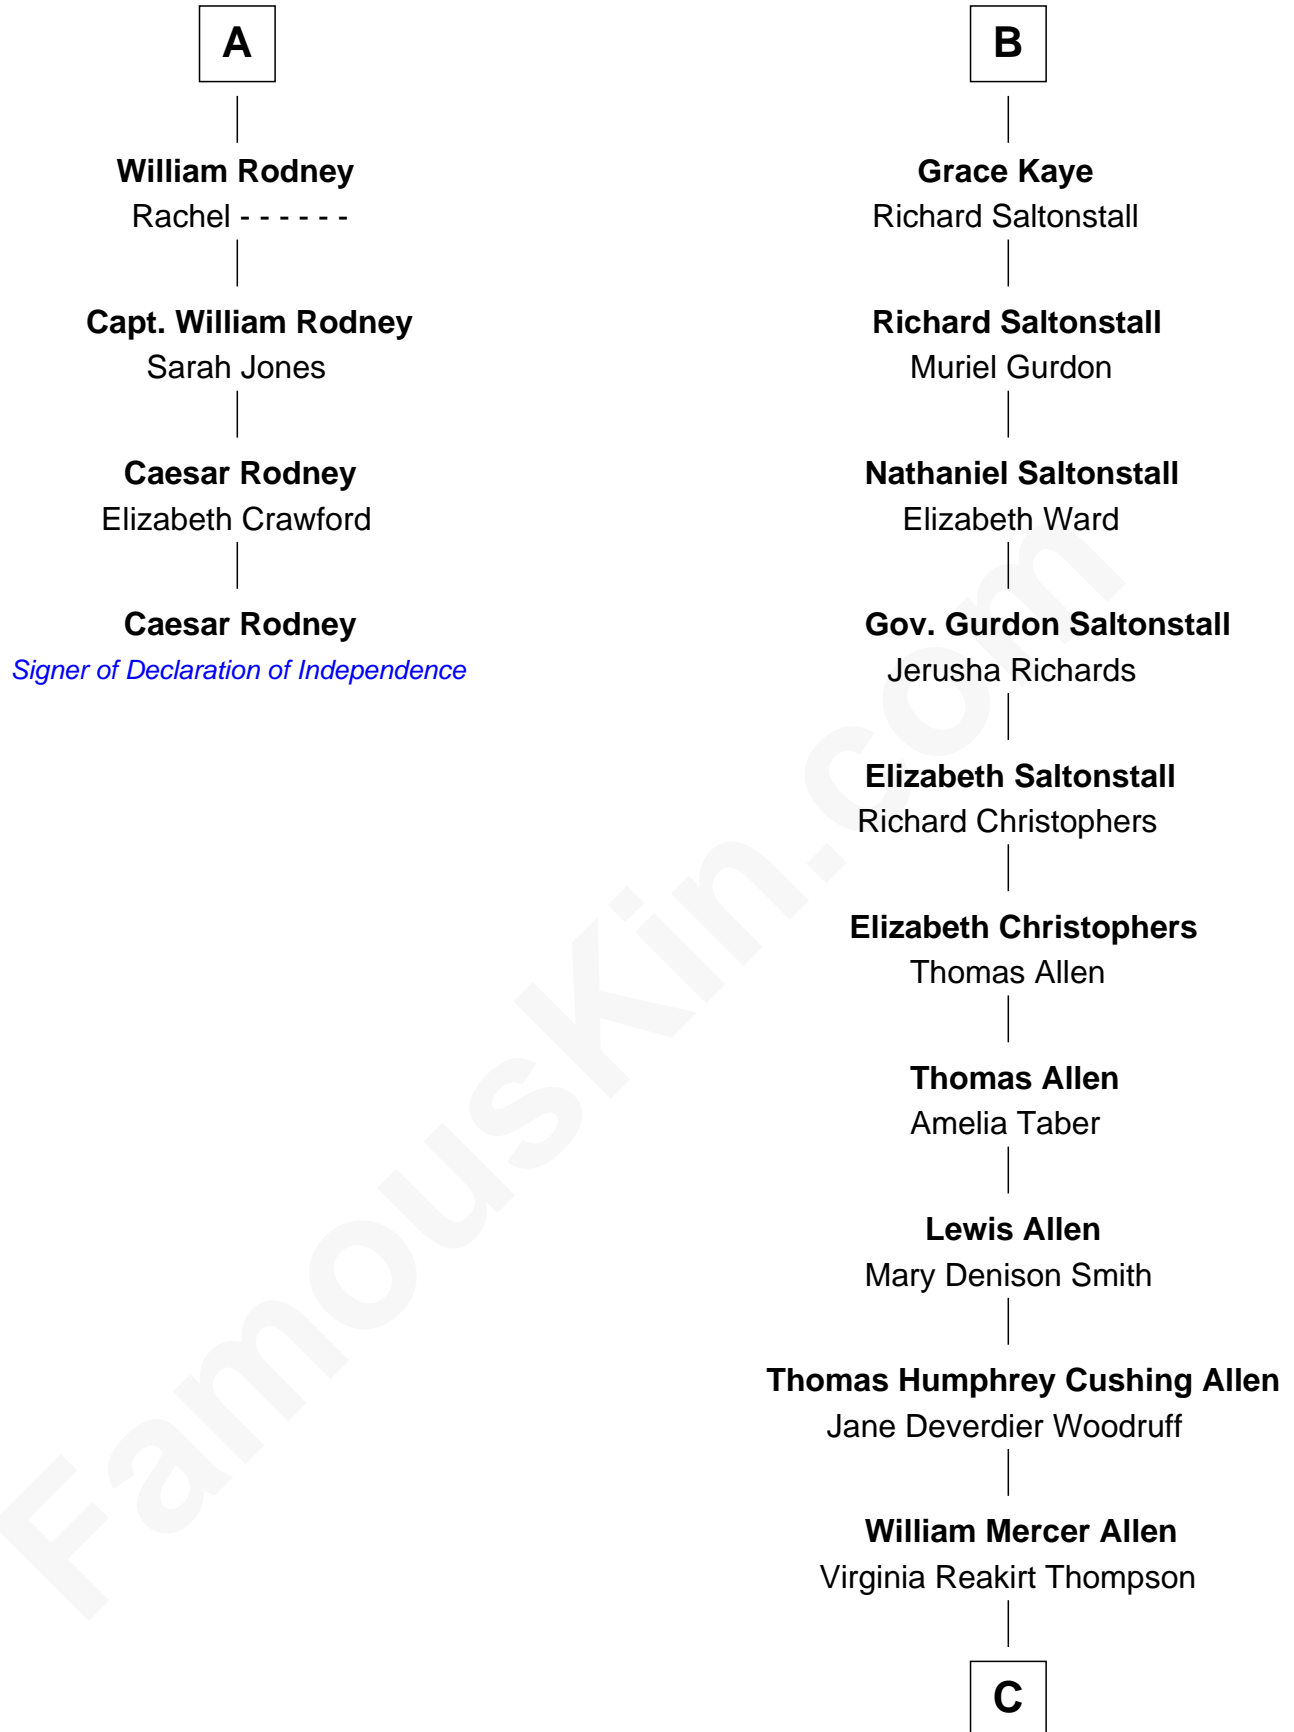 A
William Rodney
Rachel - - - - - -
Capt. William Rodney
Sarah Jones
Caesar Rodney
Elizabeth Crawford
Caesar Rodney
Signer of Declaration of Independence
B
Grace Kaye
Richard Saltonstall
Richard Saltonstall
Muriel Gurdon
Nathaniel Saltonstall
Elizabeth Ward
Gov. Gurdon Saltonstall
Jerusha Richards
Elizabeth Saltonstall
Richard Christophers
Elizabeth Christophers
Thomas Allen
Thomas Allen
Amelia Taber
Lewis Allen
Mary Denison Smith
Thomas Humphrey Cushing Allen
Jane Deverdier Woodruff
William Mercer Allen
Virginia Reakirt Thompson
C
FamousKin.com